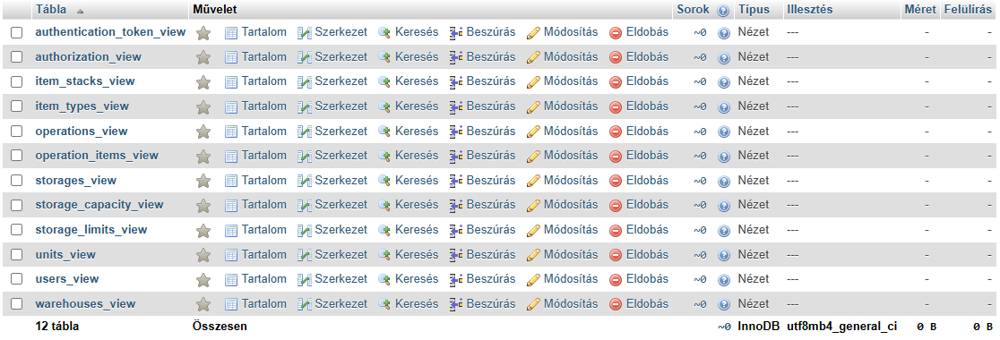 Tábla Művelet Sorok Típus Illesztés Méret Felülírás
authentication_token_view Tartalom Szerkezet Keresés Beszúrás Módosítás Eldobás ~0 Nézet --- - -
authorization_view Tartalom Szerkezet Keresés Beszúrás Módosítás Eldobás ~0 Nézet --- - -
item_stacks_view Tartalom Szerkezet Keresés Beszúrás Módosítás Eldobás ~0 Nézet --- - -
item_types_view Tartalom Szerkezet Keresés Beszúrás Módosítás Eldobás ~0 Nézet --- - -
operations_view Tartalom Szerkezet Keresés Beszúrás Módosítás Eldobás ~0 Nézet --- - -
operation_items_view Tartalom Szerkezet Keresés Beszúrás Módosítás Eldobás ~0 Nézet --- - -
storages_view Tartalom Szerkezet Keresés Beszúrás Módosítás Eldobás ~0 Nézet --- - -
storage_capacity_view Tartalom Szerkezet Keresés Beszúrás Módosítás Eldobás ~0 Nézet --- - -
storage_limits_view Tartalom Szerkezet Keresés Beszúrás Módosítás Eldobás ~0 Nézet --- - -
units_view Tartalom Szerkezet Keresés Beszúrás Módosítás Eldobás ~0 Nézet --- - -
users_view Tartalom Szerkezet Keresés Beszúrás Módosítás Eldobás ~0 Nézet --- - -
warehouses_view Tartalom Szerkezet Keresés Beszúrás Módosítás Eldobás ~0 Nézet --- - -
12 tábla Összesen ~0 InnoDB utf8mb4_general_ci 0 B 0 B